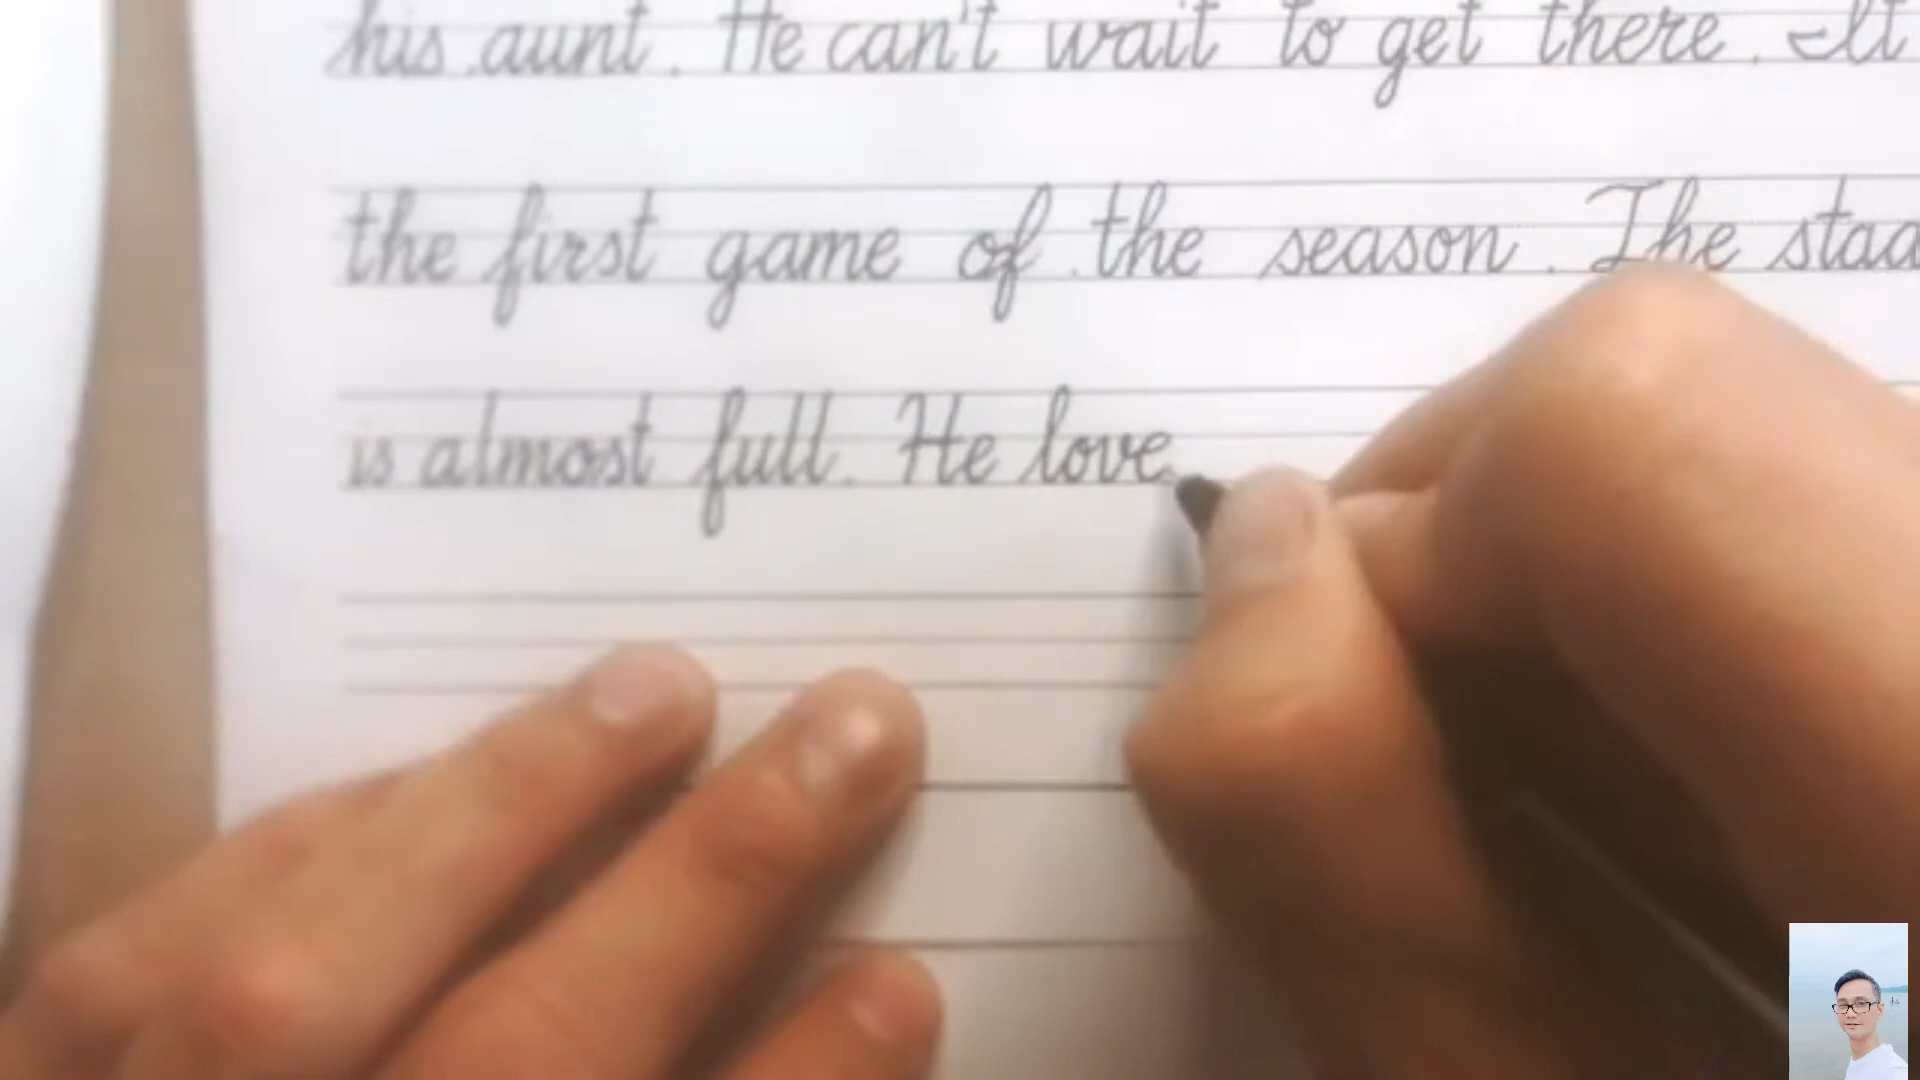 his aunt. He can't wait to get there. It
the first game of the season. The stad
is almost full. He love